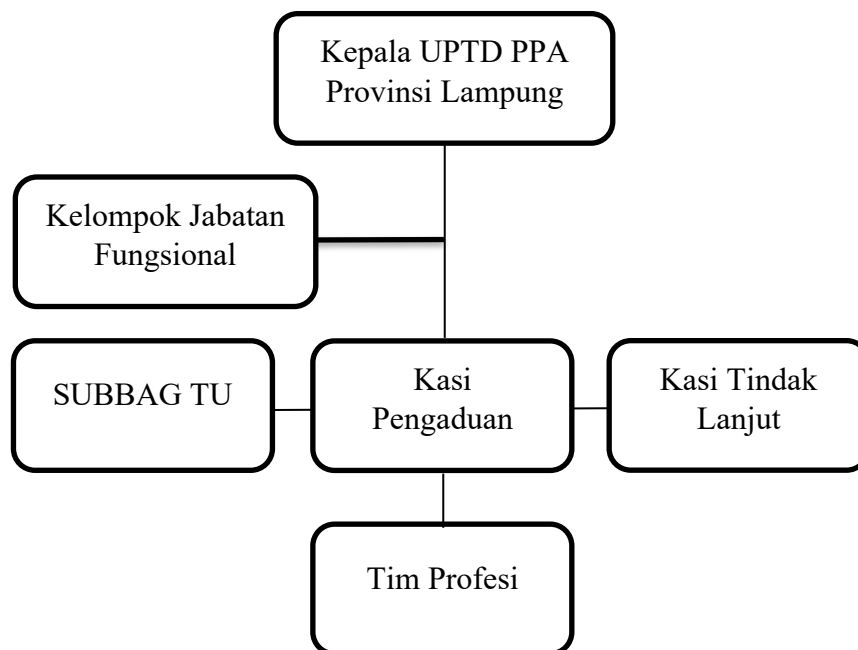 Kepala UPTD PPA
Provinsi Lampung
Kelompok Jabatan
Fungsional
SUBBAG TU
Kasi
Pengaduan
Kasi Tindak
Lanjut
Tim Profesi